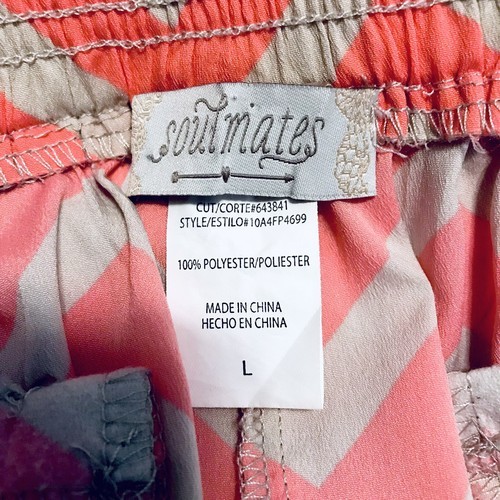 soulmates
CUT/CORTE#643841
STYLE/ESTILO#10A4FP4699
100% POLYESTER/POLIESTER
MADE IN CHINA
HECHO EN CHINA
L